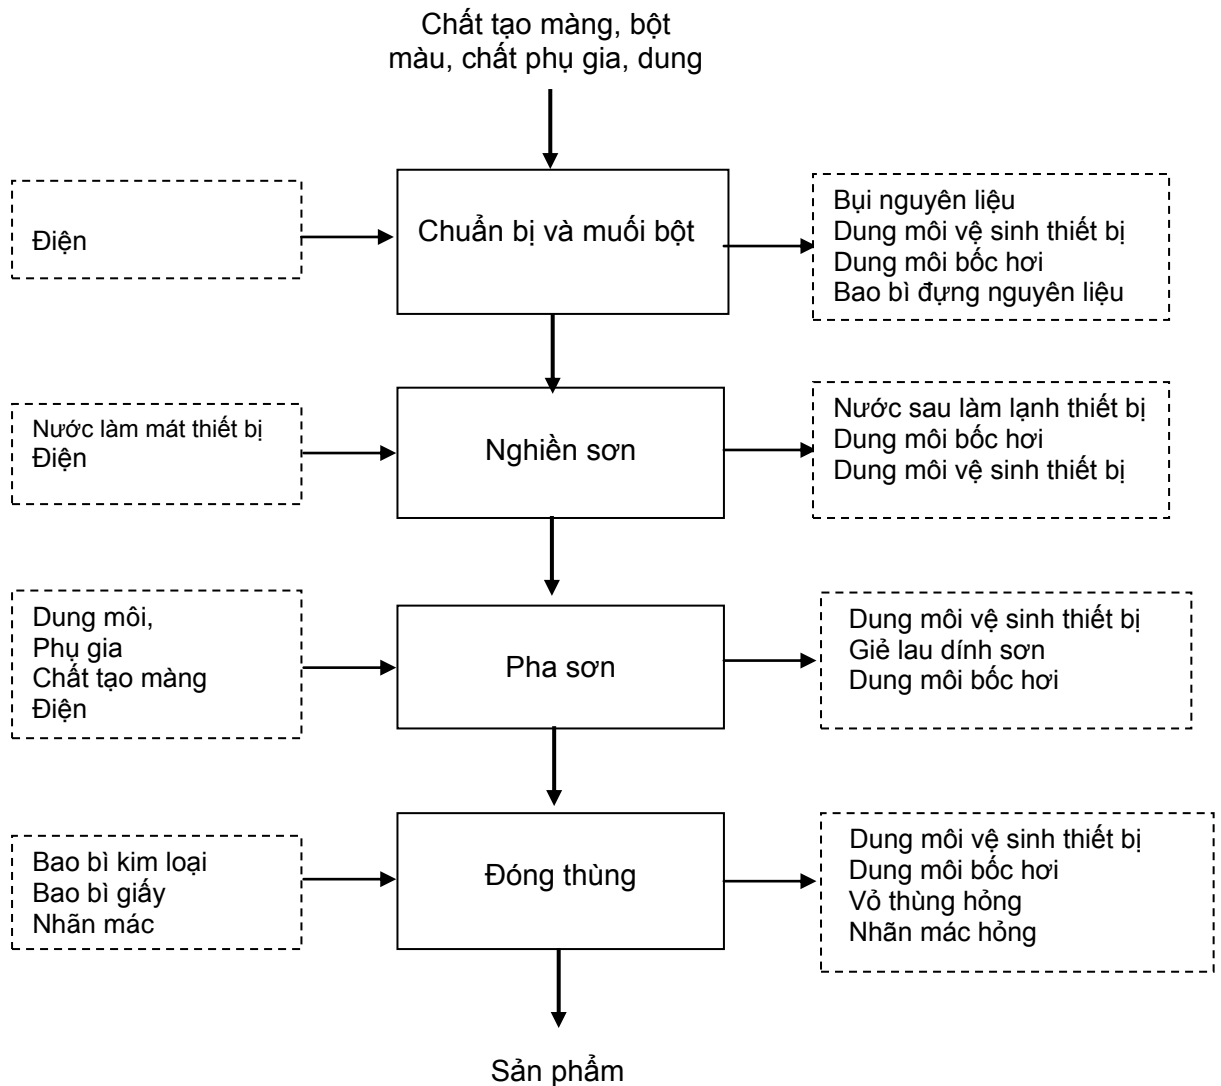 Chất tạo màng, bột
màu, chất phụ gia, dung
Điện
Chuẩn bị và muối bột
Bụi nguyên liệu
Dung môi vệ sinh thiết bị
Dung môi bốc hơi
Bao bì đựng nguyên liệu
Nước làm mát thiết bị
Điện
Nghiền sơn
Nước sau làm lạnh thiết bị
Dung môi bốc hơi
Dung môi vệ sinh thiết bị
Dung môi,
Phụ gia
Chất tạo màng
Điện
Pha sơn
Dung môi vệ sinh thiết bị
Giẻ lau dính sơn
Dung môi bốc hơi
Bao bì kim loại
Bao bì giấy
Nhãn mác
Đóng thùng
Dung môi vệ sinh thiết bị
Dung môi bốc hơi
Vỏ thùng hỏng
Nhãn mác hỏng
Sản phẩm